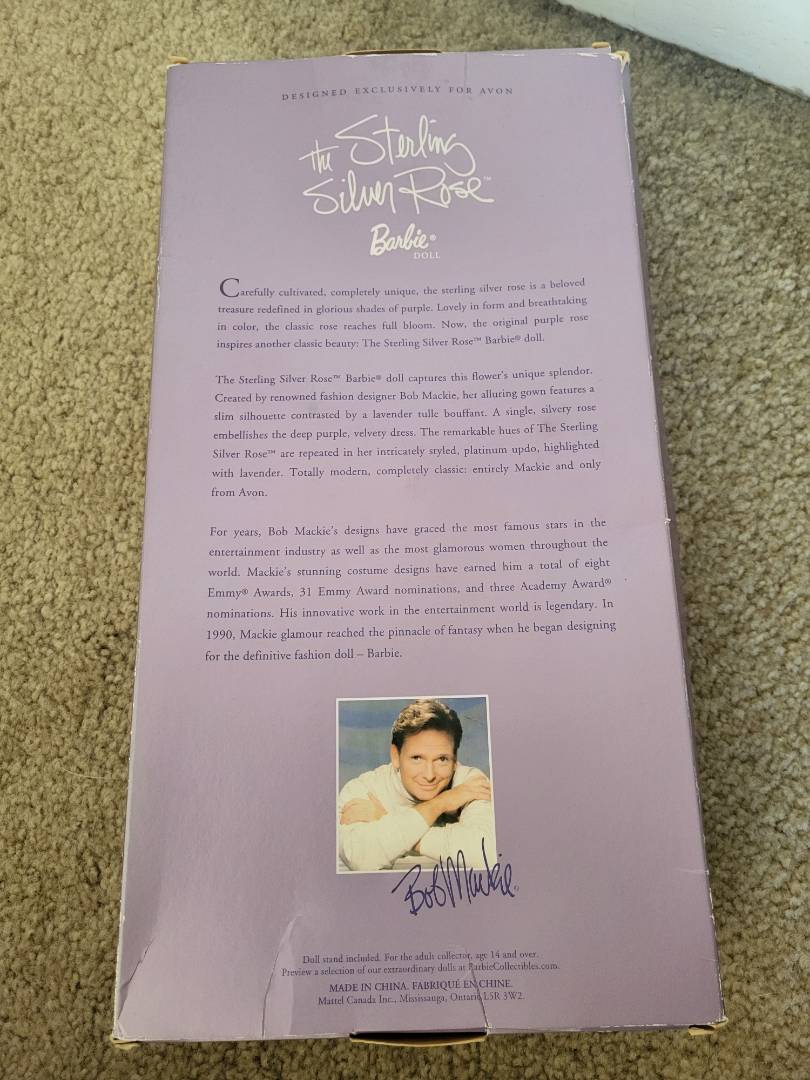 DESIGNED EXCLUSIVELY FOR AVON
the Sterling
Silver Rose™
Barbie®
DOLL
Carefully cultivated, completely unique, the sterling silver rose is a beloved
treasure redefined in glorious shades of purple. Lovely in form and breathtaking
in color, the classic rose reaches full bloom. Now, the original purple rose
inspires another classic beauty: The Sterling Silver Rose™ Barbie® doll.
The Sterling Silver Rose™ Barbie® doll captures this flower's unique splendor.
Created by renowned fashion designer Bob Mackie, her alluring gown features a
slim silhouette contrasted by a lavender tulle bouffant. A single, silvery rose
embellishes the deep purple, velvety dress. The remarkable hues of The Sterling
Silver Rose™ are repeated in her intricately styled, platinum updo, highlighted
with lavender. Totally modern, completely classic: entirely Mackie and only
from Avon.
For years, Bob Mackie's designs have graced the most famous stars in the
entertainment industry as well as the most glamorous women throughout the
world. Mackie's stunning costume designs have earned him a total of eight
Emmy® Awards, 31 Emmy Award nominations, and three Academy Award®
nominations. His innovative work in the entertainment world is legendary. In
1990, Mackie glamour reached the pinnacle of fantasy when he began designing
for the definitive fashion doll – Barbie.
Bob Mackie©
Doll stand included. For the adult collector, age 14 and over.
Preview a selection of our extraordinary dolls at BarbieCollectibles.com.
MADE IN CHINA. FABRIQUÉ EN CHINE.
Mattel Canada Inc., Mississauga, Ontario L5R 3W2.